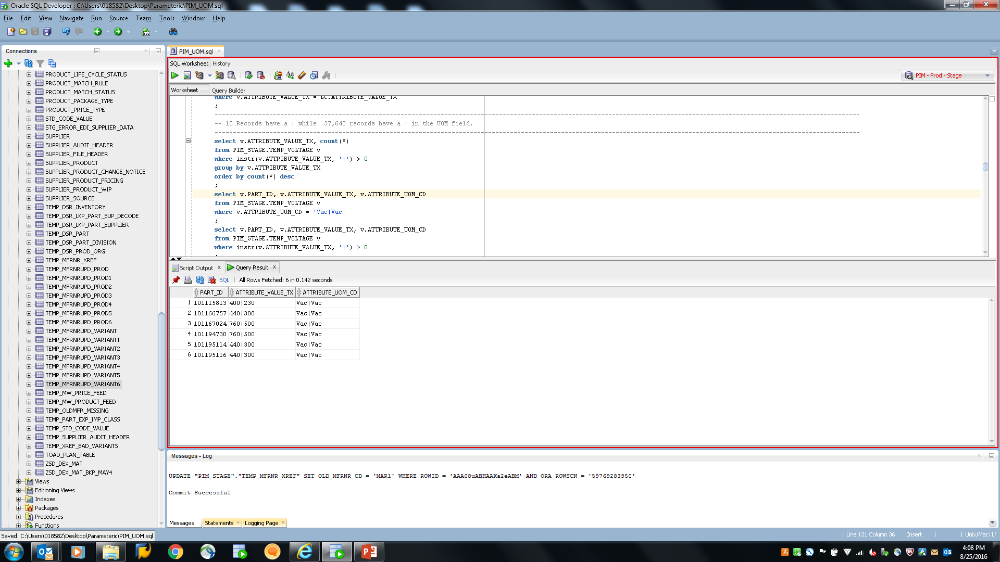 Oracle SQL Developer : C:\Users\018582\Desktop\Parameteric\PIM_UOM.sql
File Edit View Navigate Run Source Team Tools Window Help
Connections
PRODUCT_LIFE_CYCLE_STATUS
PRODUCT_MATCH_RULE
PRODUCT_MATCH_STATUS
PRODUCT_PACKAGE_TYPE
PRODUCT_PRICE_TYPE
STD_CODE_VALUE
STG_ERROR_EDI_SUPPLIER_DATA
SUPPLIER
SUPPLIER_AUDIT_HEADER
SUPPLIER_FILE_HEADER
SUPPLIER_PRODUCT
SUPPLIER_PRODUCT_CHANGE_NOTICE
SUPPLIER_PRODUCT_PRICING
SUPPLIER_PRODUCT_WIP
SUPPLIER_SOURCE
TEMP_DSR_INVENTORY
TEMP_DSR_LKP_PART_SUP_DECODE
TEMP_DSR_LKP_PART_SUPPLIER
TEMP_DSR_PART
TEMP_DSR_PART_DIVISION
TEMP_DSR_PROD_ORG
TEMP_MFRNR_XREF
TEMP_MFRNRUPD_PROD
TEMP_MFRNRUPD_PROD1
TEMP_MFRNRUPD_PROD2
TEMP_MFRNRUPD_PROD3
TEMP_MFRNRUPD_PROD4
TEMP_MFRNRUPD_PROD5
TEMP_MFRNRUPD_PROD6
TEMP_MFRNRUPD_VARIANT
TEMP_MFRNRUPD_VARIANT1
TEMP_MFRNRUPD_VARIANT2
TEMP_MFRNRUPD_VARIANT3
TEMP_MFRNRUPD_VARIANT4
TEMP_MFRNRUPD_VARIANT5
TEMP_MFRNRUPD_VARIANT6
TEMP_MW_PRICE_FEED
TEMP_MW_PRODUCT_FEED
TEMP_OLDMFR_MISSING
TEMP_PART_EXP_IMP_CLASS
TEMP_STD_CODE_VALUE
TEMP_SUPPLIER_AUDIT_HEADER
TEMP_XREF_BAD_VARIANTS
TOAD_PLAN_TABLE
ZSD_DEX_MAT
ZSD_DEX_MAT_BKP_MAY4
Views
Editioning Views
Indexes
Packages
Procedures
Functions
PIM_UOM.sql
SQL Worksheet History
PIM - Prod - Stage
Worksheet Query Builder
where v.ATTRIBUTE_VALUE_TX = LC.ATTRIBUTE_VALUE_TX
;
-- 10 Records have a | while  37,640 records have a | in the UOM field.
select v.ATTRIBUTE_VALUE_TX, count(*)
from PIM_STAGE.TEMP_VOLTAGE v
where instr(v.ATTRIBUTE_VALUE_TX, '|') > 0
group by v.ATTRIBUTE_VALUE_TX
order by count(*) desc
;
select v.PART_ID, v.ATTRIBUTE_VALUE_TX, v.ATTRIBUTE_UOM_CD
from PIM_STAGE.TEMP_VOLTAGE v
where v.ATTRIBUTE_UOM_CD = 'Vac|Vac'
;
select v.PART_ID, v.ATTRIBUTE_VALUE_TX, v.ATTRIBUTE_UOM_CD
from PIM_STAGE.TEMP_VOLTAGE v
where instr(v.ATTRIBUTE_VALUE_TX, '|') > 0
;
Script Output x Query Result x
SQL | All Rows Fetched: 6 in 0.142 seconds
PART_ID ATTRIBUTE_VALUE_TX ATTRIBUTE_UOM_CD
1 101115813 400|230 Vac|Vac
2 101166757 440|300 Vac|Vac
3 101167024 760|500 Vac|Vac
4 101194730 760|500 Vac|Vac
5 101195114 440|300 Vac|Vac
6 101195116 440|300 Vac|Vac
Messages - Log
UPDATE "PIM_STAGE"."TEMP_MFRNR_XREF" SET OLD_MFRNR_CD = 'MAR1' WHERE ROWID = 'AAA08uABHAAKa2eABM' AND ORA_ROWSCN = '59769283950'
Commit Successful
Messages Statements Logging Page
Saved: C:\Users\018582\Desktop\Parameteric\PIM_UOM.sql
Line 131 Column 36 | Insert | | Unix/Mac: LF
4:08 PM
8/25/2016